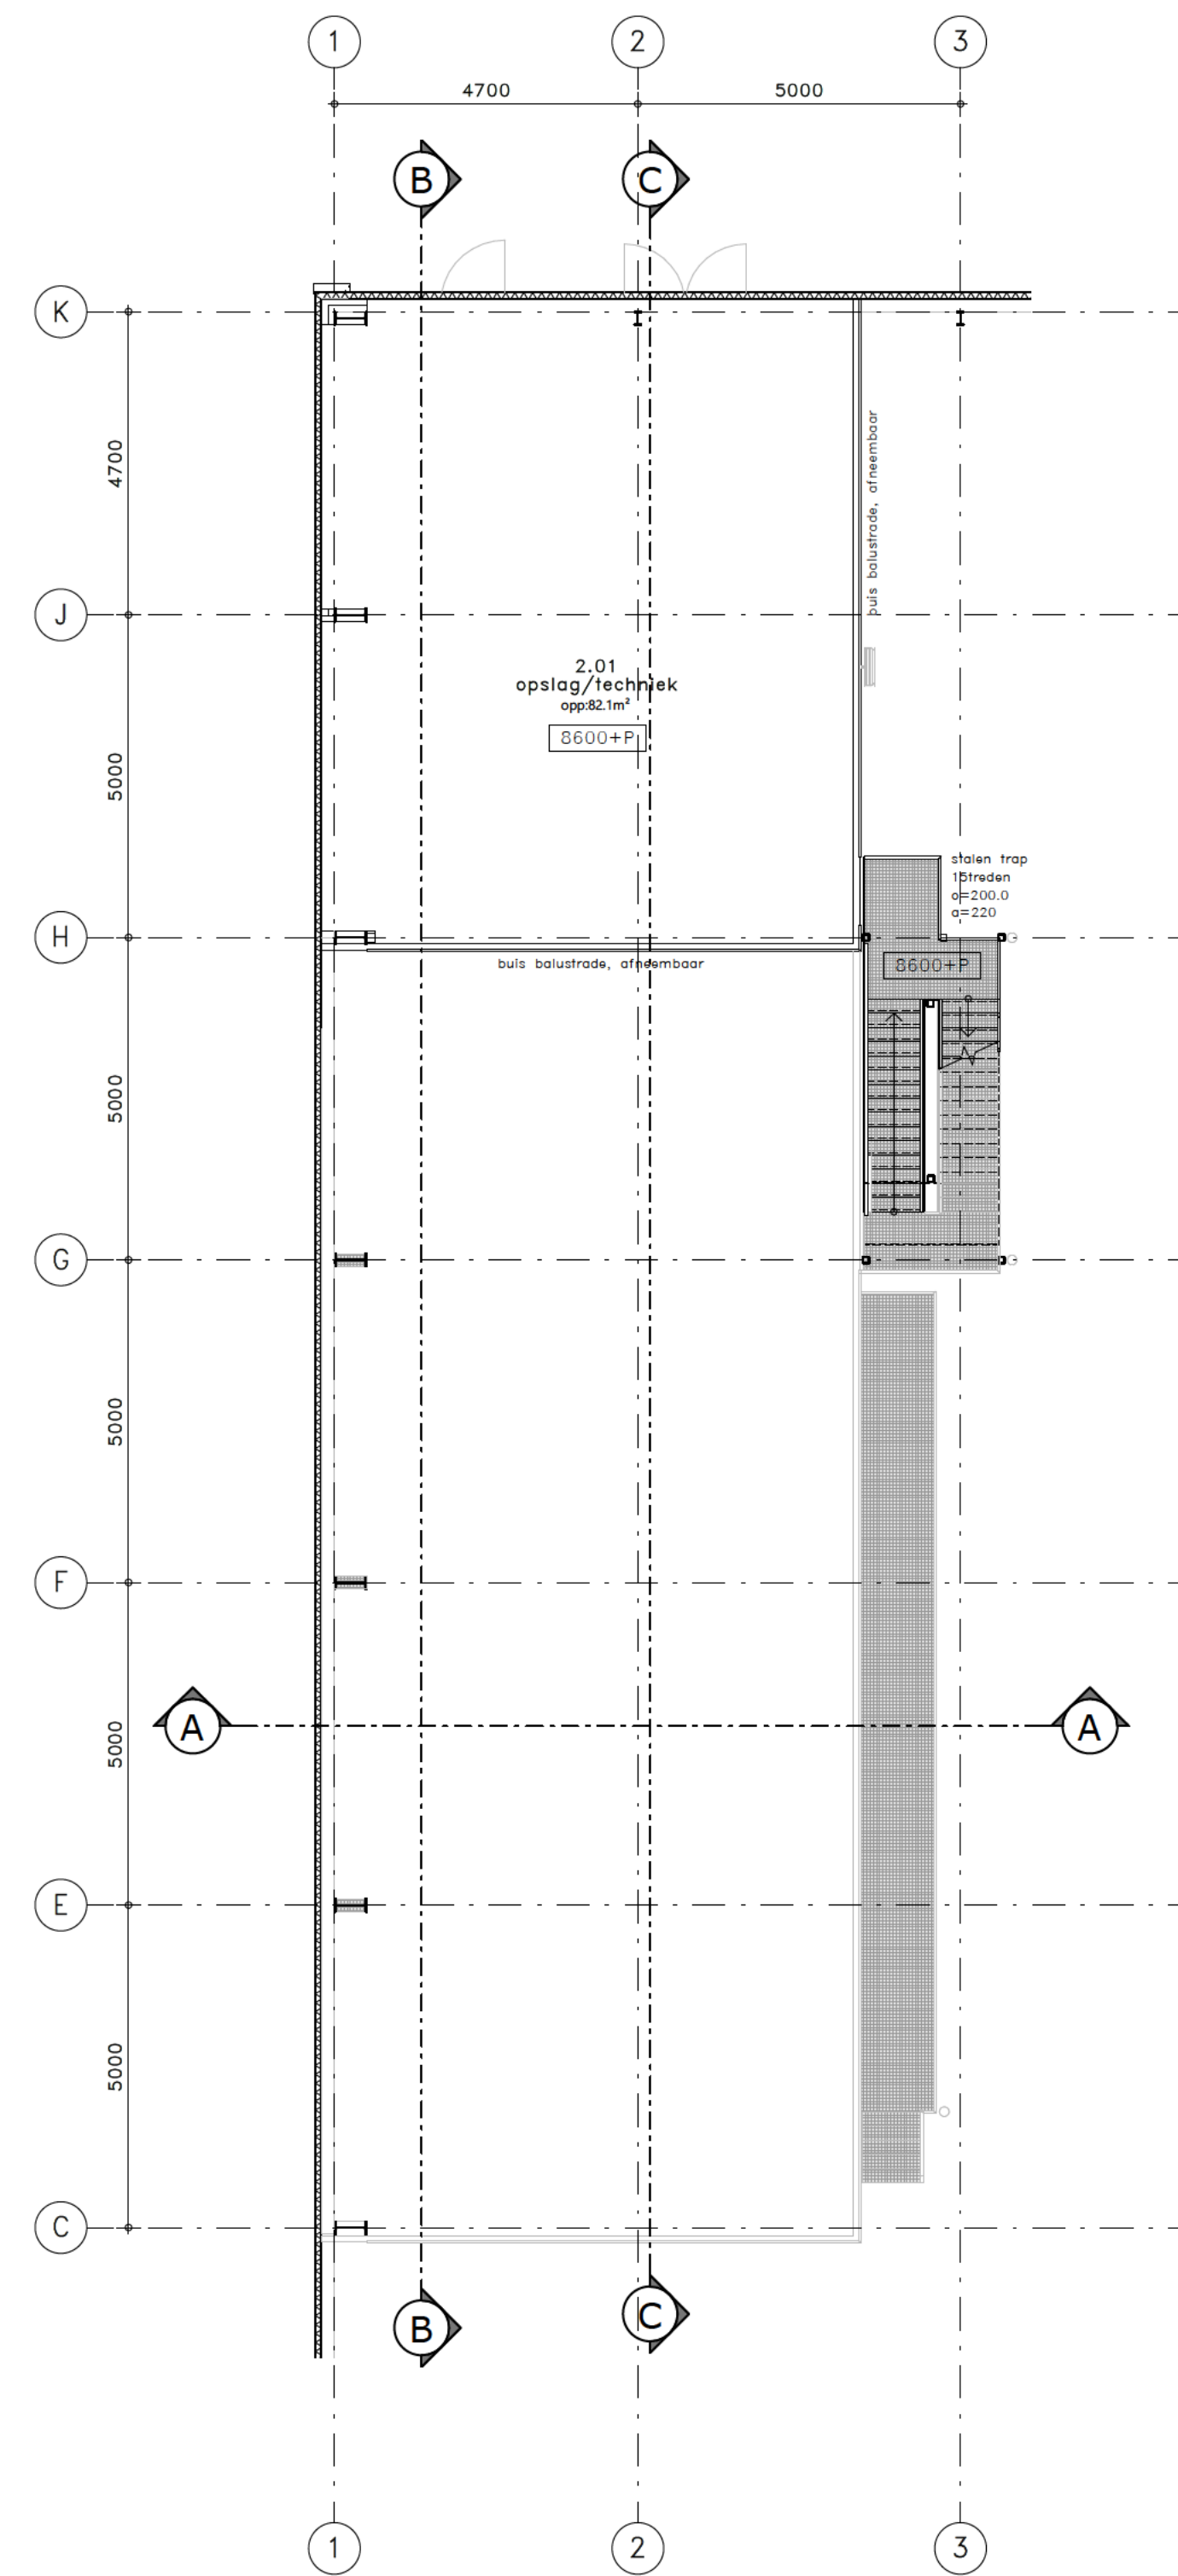 1
2
3
4700
5000
B
C
K
4700
buis balustrade, afneembaar
J
2.01
opslag/techniek
opp:82.1m²
8600+P
5000
stalen trap
15treden
o=200.0
a=220
H
buis balustrade, afneembaar
8600+P
5000
G
5000
F
A
A
5000
E
5000
C
B
C
1
2
3